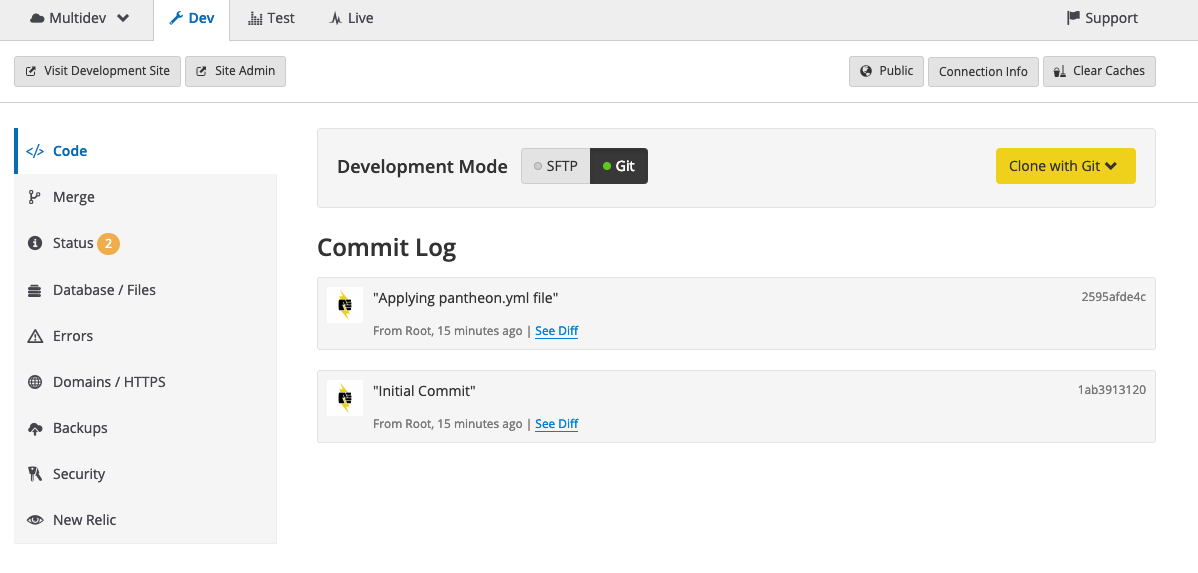 Multidev Dev Test Live Support
Visit Development Site Site Admin Public Connection Info Clear Caches
</> Code
Merge
Status 2
Database / Files
Errors
Domains / HTTPS
Backups
Security
New Relic
Development Mode SFTP Git Clone with Git
Commit Log
"Applying pantheon.yml file" 2595afde4c
From Root, 15 minutes ago | See Diff
"Initial Commit" 1ab3913120
From Root, 15 minutes ago | See Diff